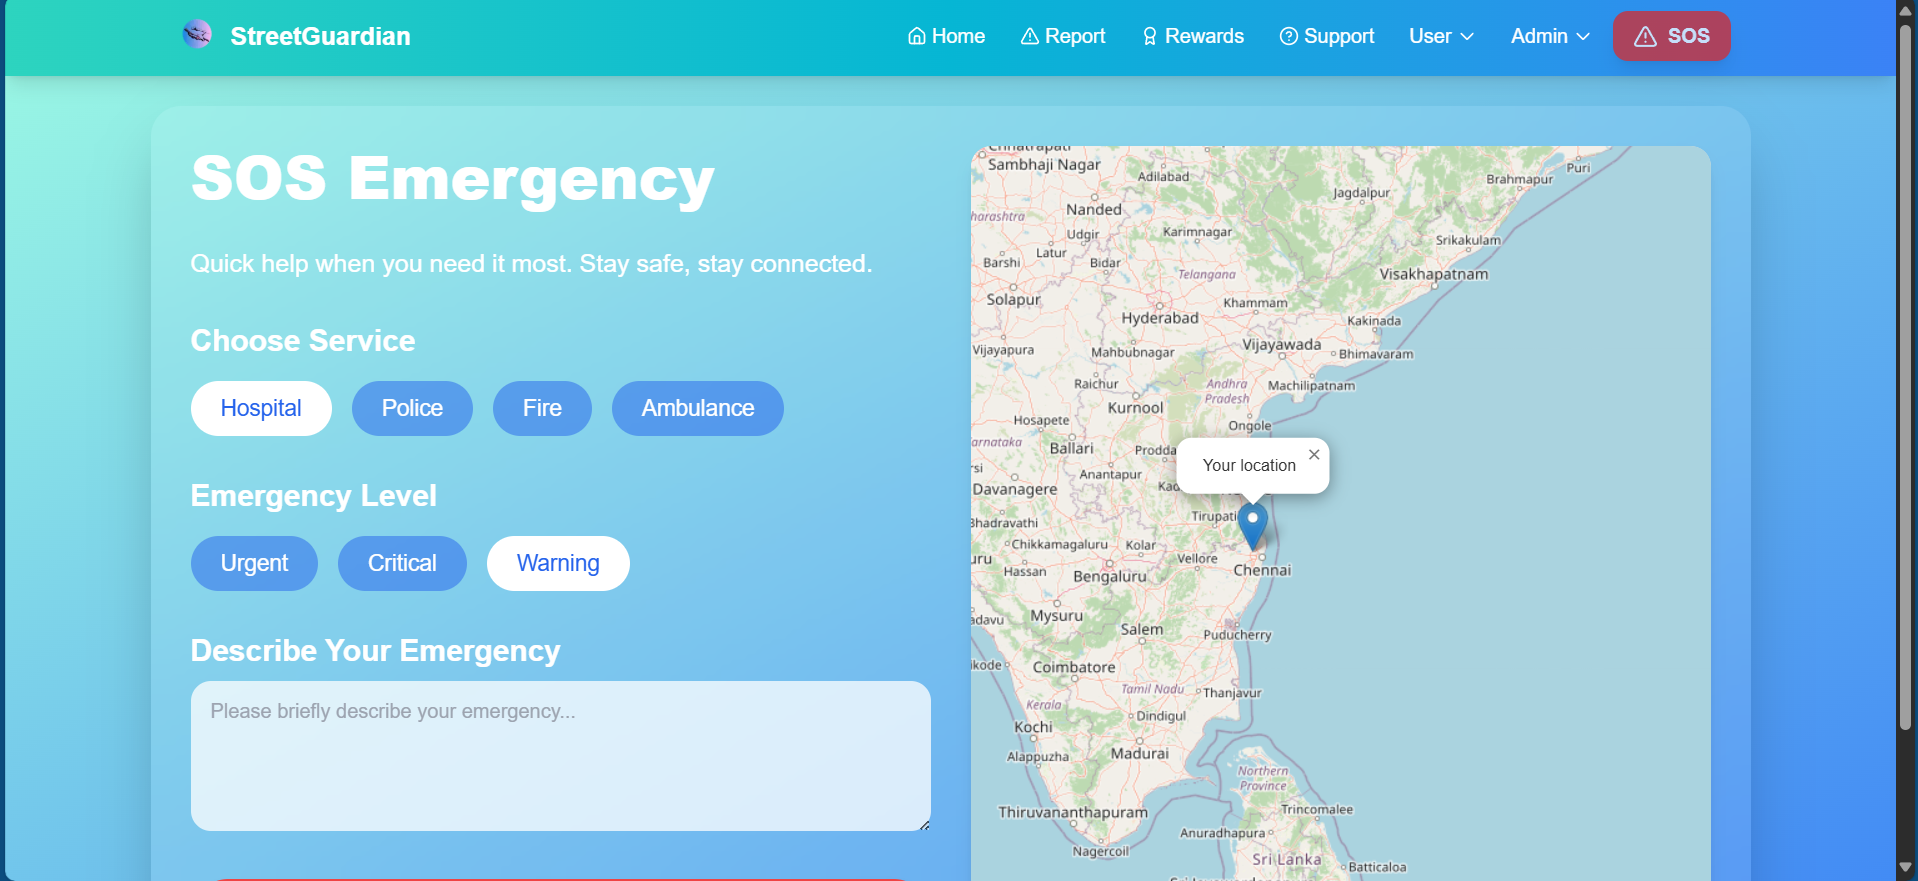 StreetGuardian
Home
Report
Rewards
Support
User
Admin
SOS
SOS Emergency
Quick help when you need it most. Stay safe, stay connected.
Choose Service
Hospital
Police
Fire
Ambulance
Emergency Level
Urgent
Critical
Warning
Describe Your Emergency
Please briefly describe your emergency...
Chhatrapati
Sambhaji Nagar
Adilabad
Jagdalpur
Brahmapur
Puri
harashtra
Nanded
Udgir
Karimnagar
Srikakulam
Latur
Barshi
Bidar
Telangana
Visakhapatnam
Solapur
Khammam
Hyderabad
Kakinada
Vijayapura
Mahbubnagar
Vijayawada
Bhimavaram
Raichur
Andhra
Pradesh
Machilipatnam
Kurnool
Hosapete
Ongole
arnataka
Ballari
Prodda
Your location
×
rsi
Anantapur
Kad
Davanagere
Bhadravathi
Tirupati
Chikkamagaluru
Kolar
uru
Hassan
Vellore
Chennai
Bengaluru
Mysuru
adavu
Salem
Puducherry
ikode
Coimbatore
Tamil Nadu
Thanjavur
Kerala
Kochi
Dindigul
Alappuzha
Madurai
Northern
Province
Thiruvananthapuram
Trincomalee
Anuradhapura
Nagercoil
Sri Lanka
Batticaloa